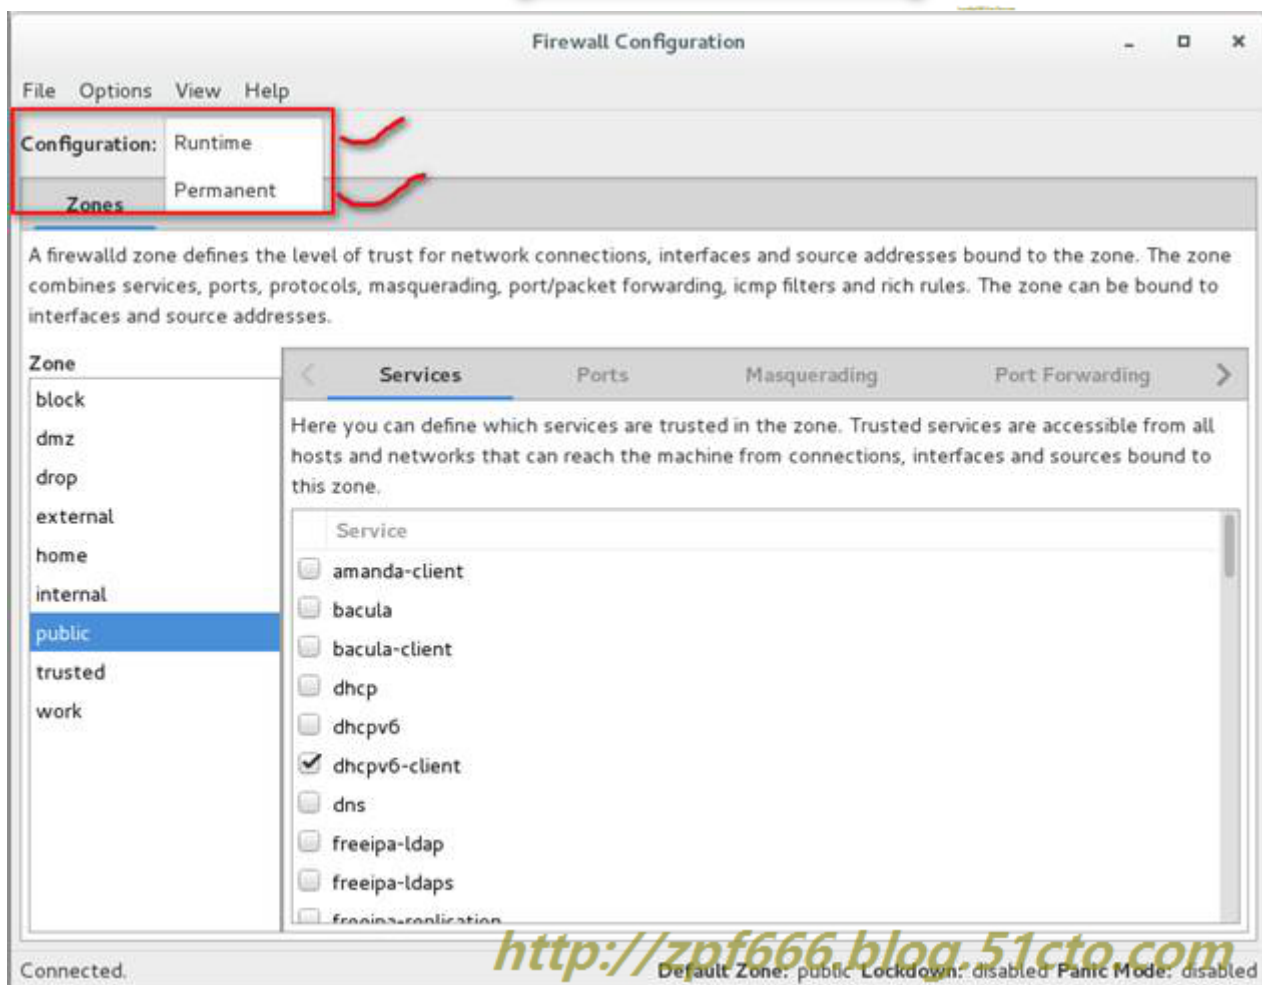 Firewall Configuration
File Options View Help
Configuration: Runtime
Permanent
Zones
A firewalld zone defines the level of trust for network connections, interfaces and source addresses bound to the zone. The zone
combines services, ports, protocols, masquerading, port/packet forwarding, icmp filters and rich rules. The zone can be bound to
interfaces and source addresses.
Zone
block
dmz
drop
external
home
internal
public
trusted
work
Services Ports Masquerading Port Forwarding
Here you can define which services are trusted in the zone. Trusted services are accessible from all
hosts and networks that can reach the machine from connections, interfaces and sources bound to
this zone.
Service
amanda-client
bacula
bacula-client
dhcp
dhcpv6
dhcpv6-client
dns
freeipa-ldap
freeipa-ldaps
freeipa-replication
http://zpf666.blog.51cto.com
Connected.
Default Zone: public Lockdown: disabled Panic Mode: disabled